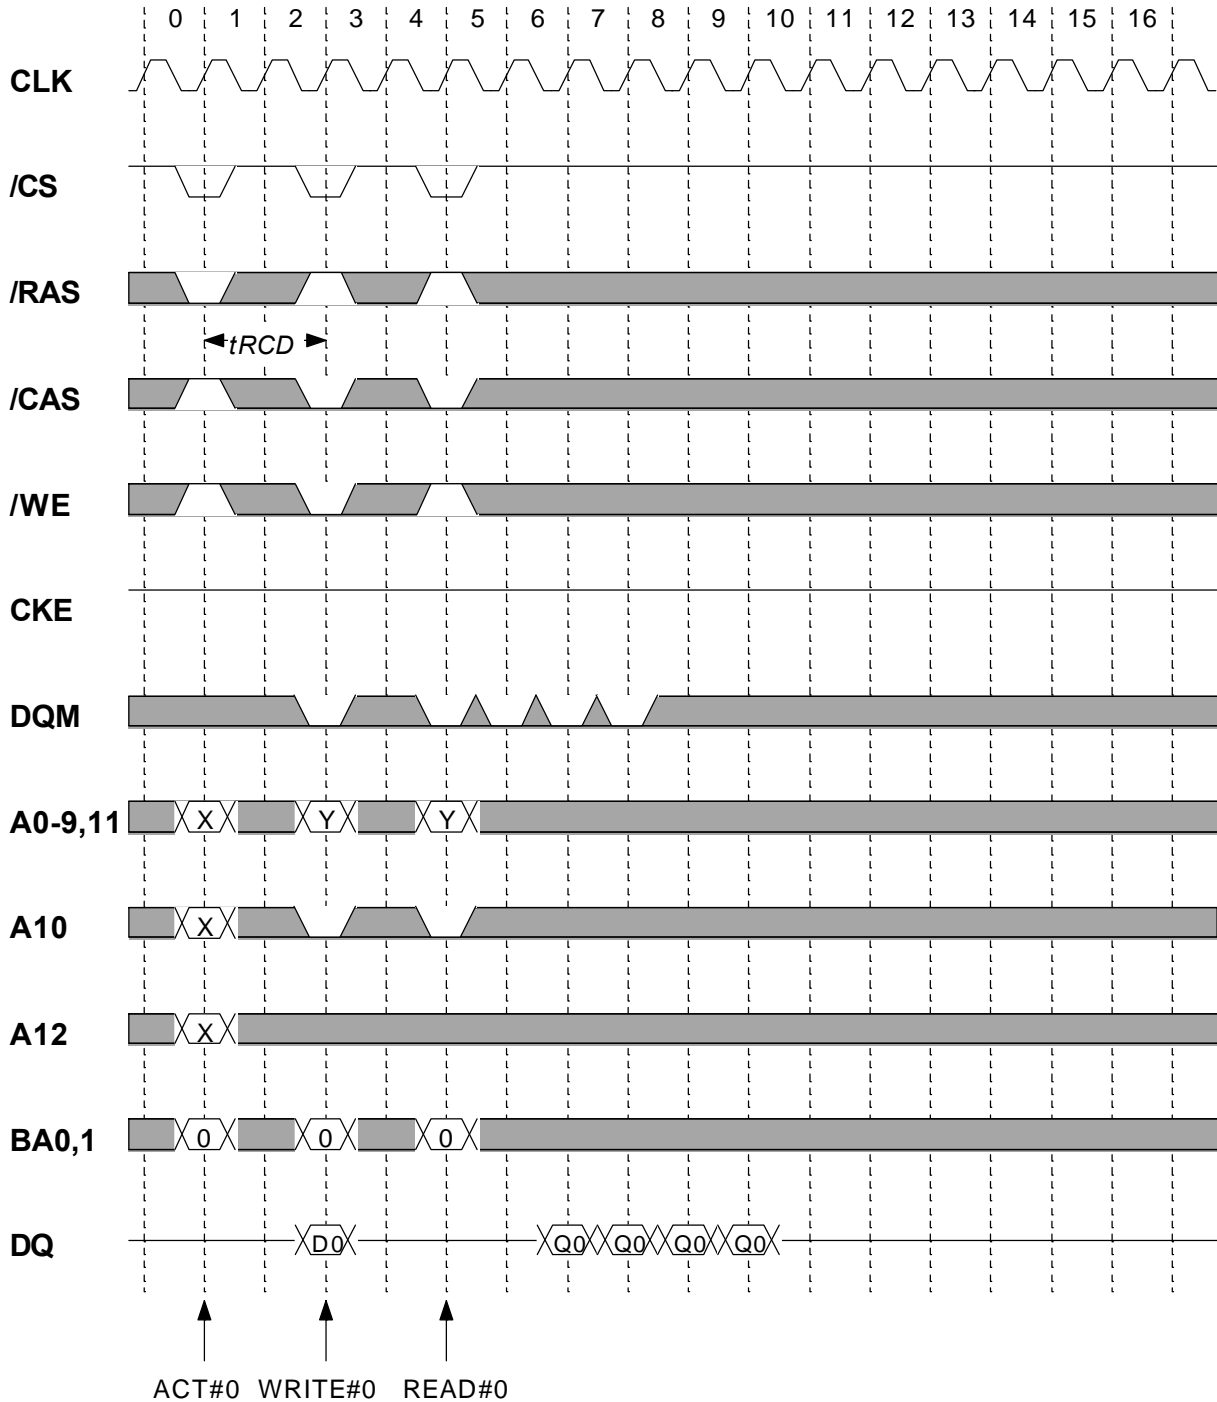 0 1 2 3 4 5 6 7 8 9 10 11 12 13 14 15 16
CLK
/CS
/RAS
tRCD
/CAS
/WE
CKE
DQM
A0-9,11 X Y Y
A10 X
A12 X
BA0,1 0 0 0
DQ D0 Q0 Q0 Q0 Q0
ACT#0 WRITE#0 READ#0